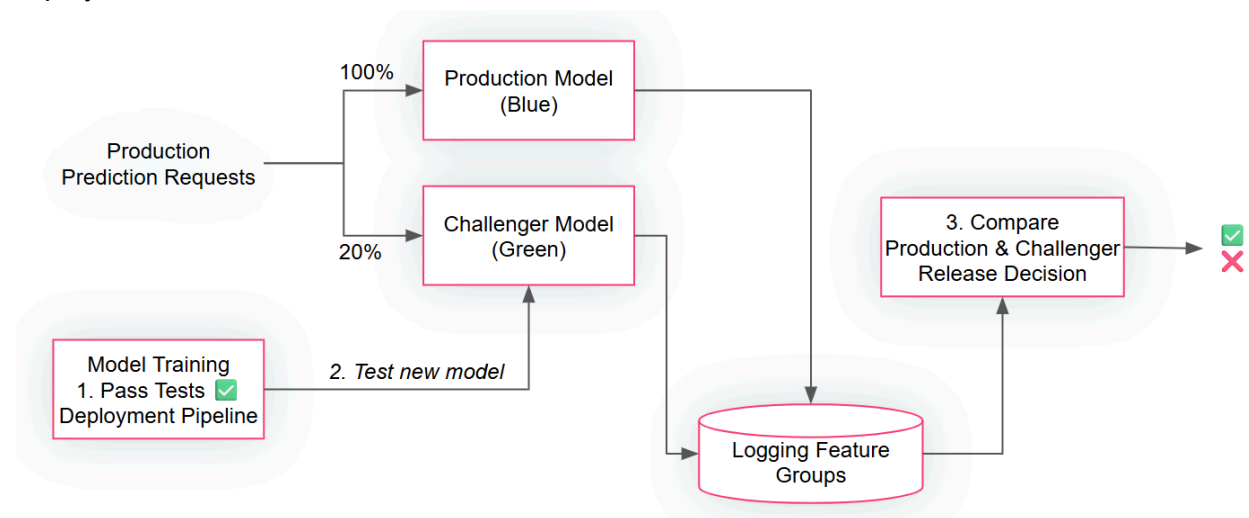 100%
Production Model
(Blue)
Production
Prediction Requests
Challenger Model
(Green)
20%
3. Compare
Production & Challenger
Release Decision
Model Training
1. Pass Tests ✅
Deployment Pipeline
2. Test new model
Logging Feature
Groups